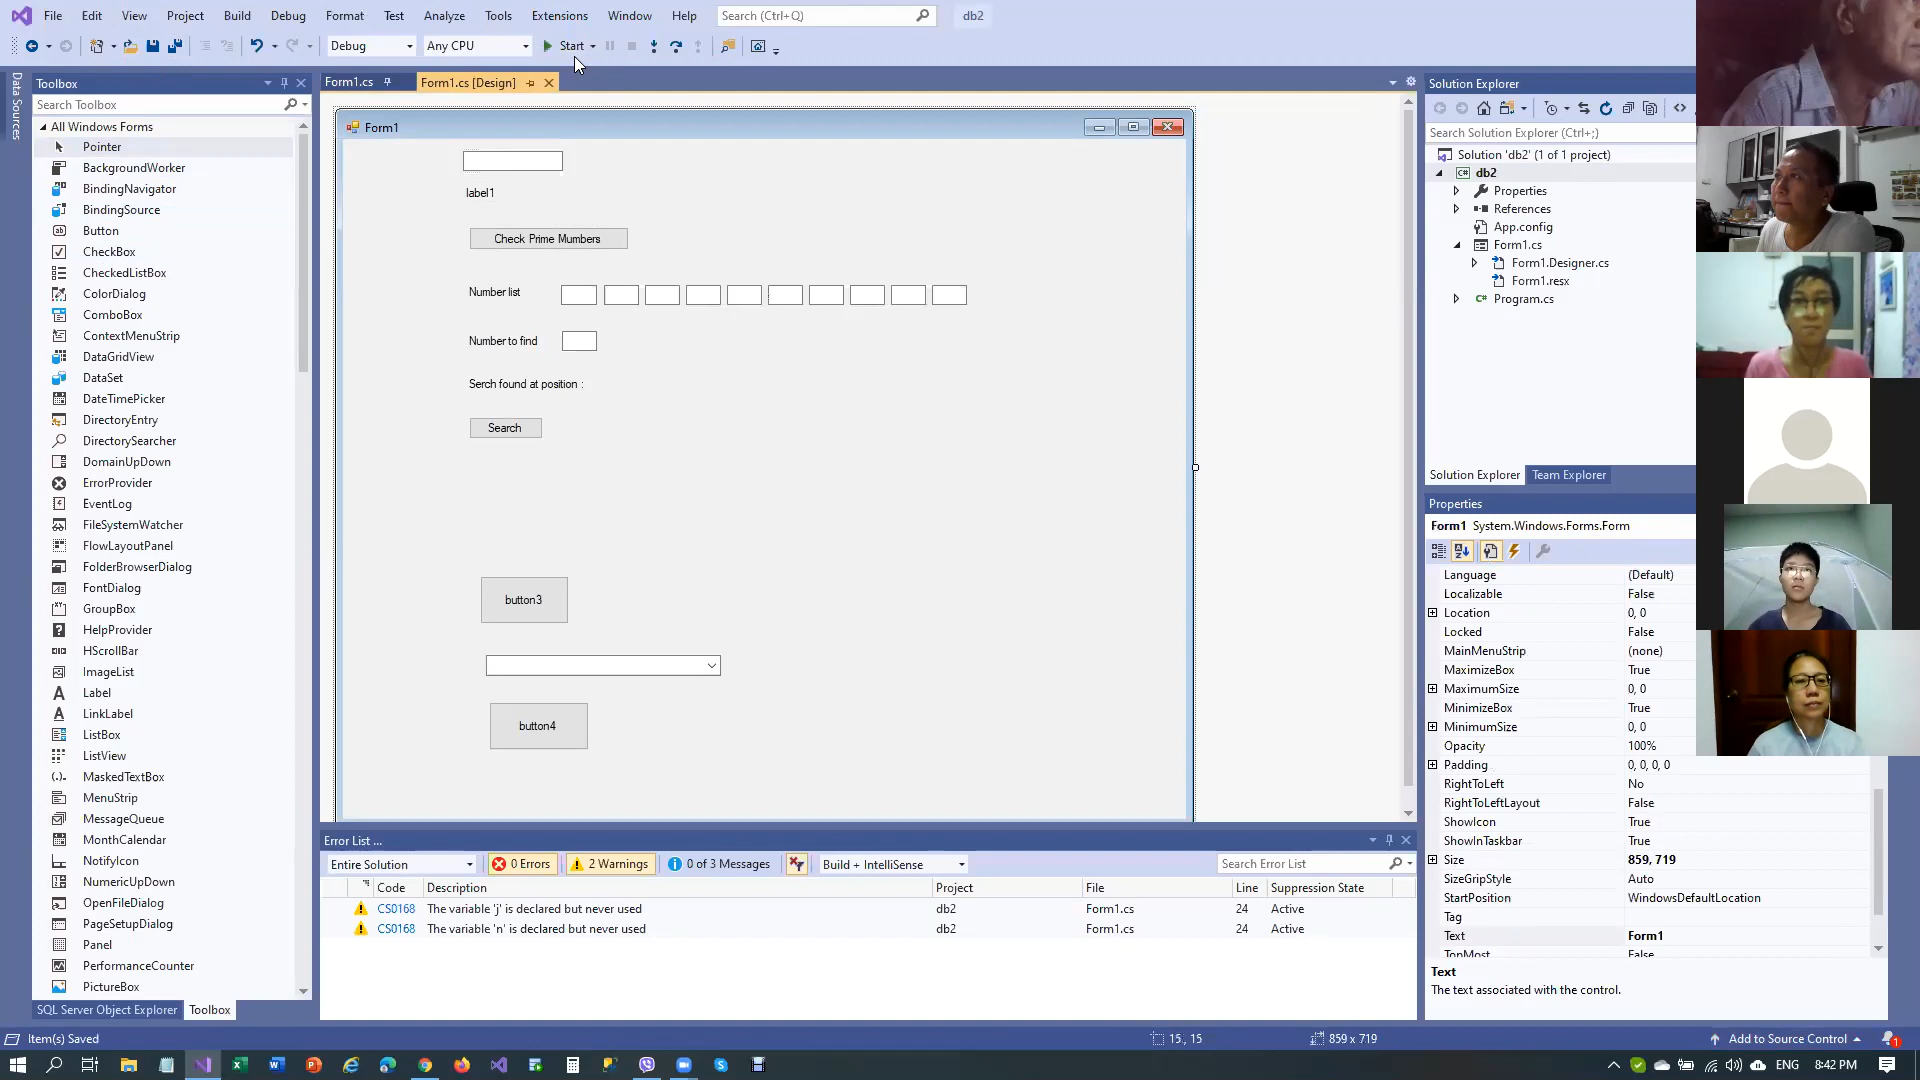 File Edit View Project Build Debug Format Test Analyze Tools Extensions Window Help Search (Ctrl+Q) db2
Debug Any CPU Start
Data Sources
Toolbox
Search Toolbox
All Windows Forms
Pointer
BackgroundWorker
BindingNavigator
BindingSource
Button
CheckBox
CheckedListBox
ColorDialog
ComboBox
ContextMenuStrip
DataGridView
DataSet
DateTimePicker
DirectoryEntry
DirectorySearcher
DomainUpDown
ErrorProvider
EventLog
FileSystemWatcher
FlowLayoutPanel
FolderBrowserDialog
FontDialog
GroupBox
HelpProvider
HScrollBar
ImageList
Label
LinkLabel
ListBox
ListView
MaskedTextBox
MenuStrip
MessageQueue
MonthCalendar
NotifyIcon
NumericUpDown
OpenFileDialog
PageSetupDialog
Panel
PerformanceCounter
PictureBox
SQL Server Object Explorer Toolbox
Form1.cs Form1.cs [Design]
Form1
label1
Check Prime Mumbers
Number list
Number to find
Serch found at position :
Search
button3
button4
Error List ...
Entire Solution 0 Errors 2 Warnings 0 of 3 Messages Build + IntelliSense Search Error List
Code Description Project File Line Suppression State
CS0168 The variable 'j' is declared but never used db2 Form1.cs 24 Active
CS0168 The variable 'n' is declared but never used db2 Form1.cs 24 Active
Solution Explorer
Search Solution Explorer (Ctrl+;)
Solution 'db2' (1 of 1 project)
db2
Properties
References
App.config
Form1.cs
Form1.Designer.cs
Form1.resx
Program.cs
Solution Explorer Team Explorer
Properties
Form1 System.Windows.Forms.Form
Language (Default)
Localizable False
Location 0, 0
Locked False
MainMenuStrip (none)
MaximizeBox True
MaximumSize 0, 0
MinimizeBox True
MinimumSize 0, 0
Opacity 100%
Padding 0, 0, 0, 0
RightToLeft No
RightToLeftLayout False
ShowIcon True
ShowInTaskbar True
Size 859, 719
SizeGripStyle Auto
StartPosition WindowsDefaultLocation
Tag
Text Form1
TopMost False
Text
The text associated with the control.
Item(s) Saved 15, 15 859 x 719 Add to Source Control 1
ENG 8:42 PM